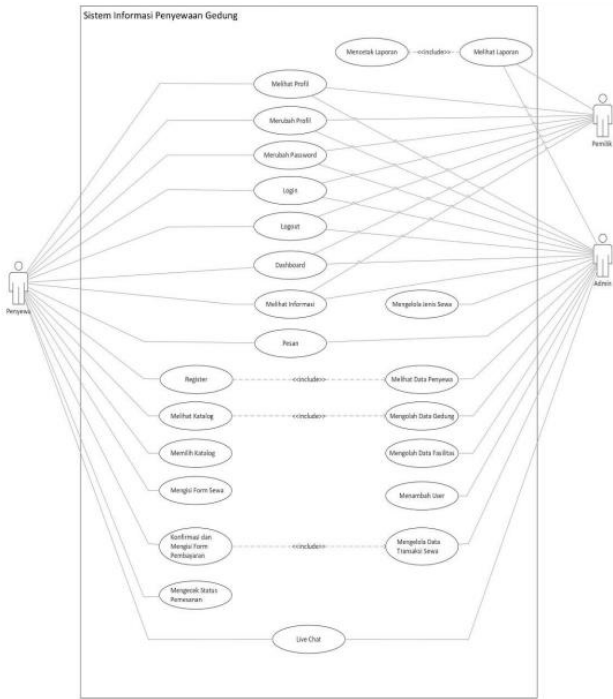 Sistem Informasi Penyewaan Gedung
Mencetak Laporan
<<include>>
Melihat Laporan
Melihat Profil
Merubah Profil
Merubah Password
Login
Logout
Dashboard
Melihat Informasi
Mengelola Jenis Sewa
Pesan
Register
<<include>>
Melihat Data Penyewa
Melihat Katalog
<<include>>
Mengolah Data Gedung
Memilih Katalog
Mengolah Data Fasilitas
Mengisi Form Sewa
Menambah User
Konfirmasi dan
Mengisi Form
Pembayaran
<<include>>
Mengelola Data
Transaksi Sewa
Mengecek Status
Pemesanan
Live Chat
Penyewa
Pemilik
Admin